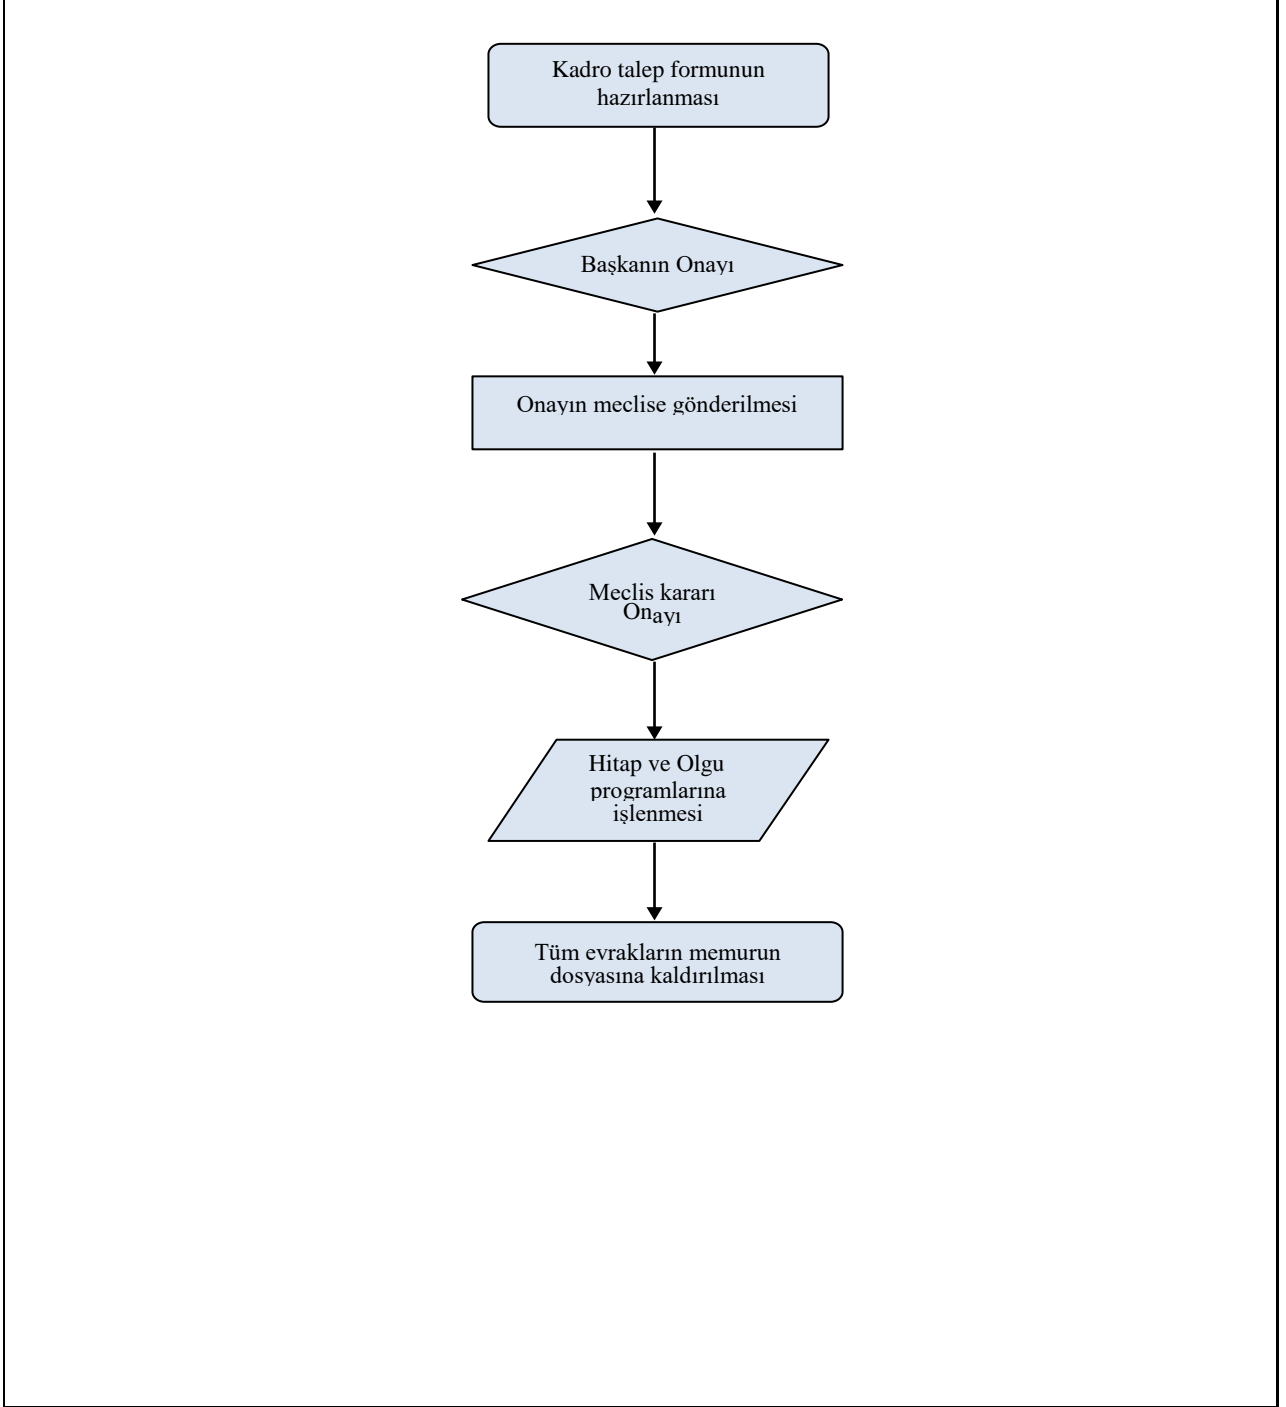 Kadro talep formunun
hazırlanması
Başkanın Onayı
Onayın meclise gönderilmesi
Meclis kararı
Onayı
Hitap ve Olgu
programlarına
işlenmesi
Tüm evrakların memurun
dosyasına kaldırılması